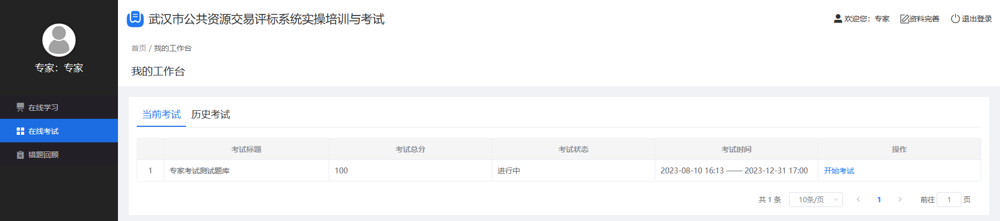 武汉市公共资源交易评标系统实操培训与考试
欢迎您：专家 资料完善 退出登录
专家：专家
在线学习
在线考试
错题回顾
首页 / 我的工作台
我的工作台
当前考试 历史考试
考试标题 考试总分 考试状态 考试时间 操作
1 专家考试测试题库 100 进行中 2023-08-10 16:13 —— 2023-12-31 17:00 开始考试
共 1 条 10条/页 1 前往 1 页